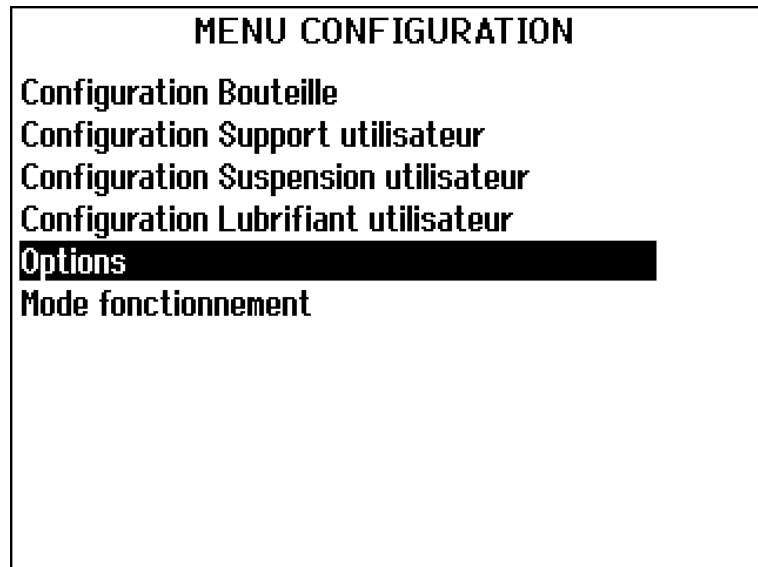 MENU CONFIGURATION
Configuration Bouteille
Configuration Support utilisateur
Configuration Suspension utilisateur
Configuration Lubrifiant utilisateur
Options
Mode fonctionnement